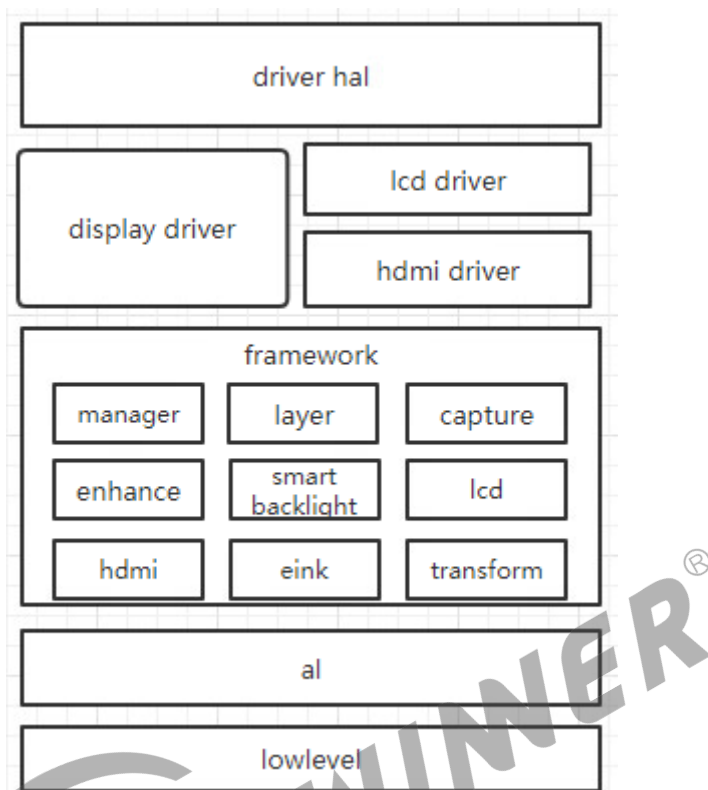 driver hal
display driver
lcd driver
hdmi driver
framework
manager
layer
capture
enhance
smart
backlight
lcd
hdmi
eink
transform
al
lowlevel
WINNER®